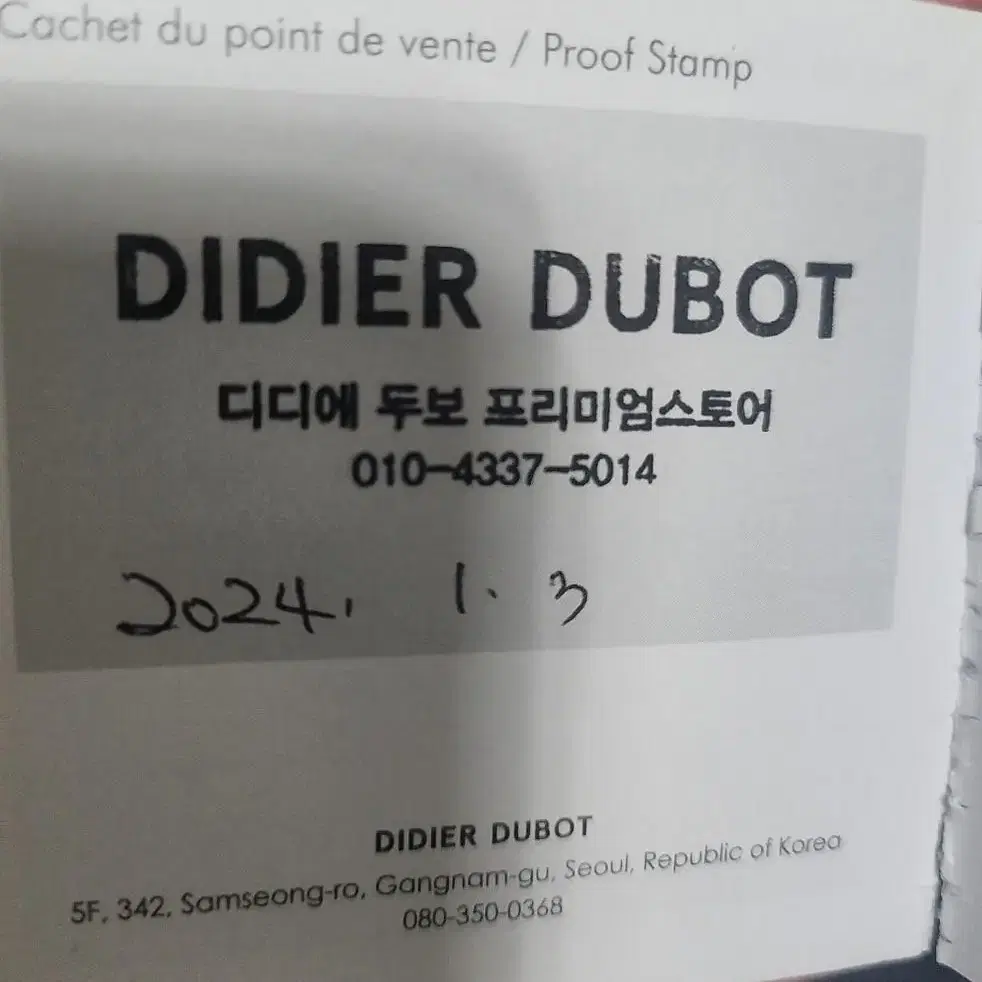 Cachet du point de vente / Proof Stamp
DIDIER DUBOT
디디에 두보 프리미엄스토어
010-4337-5014
2024. 1. 3
DIDIER DUBOT
5F, 342, Samseong-ro, Gangnam-gu, Seoul, Republic of Korea
080-350-0368